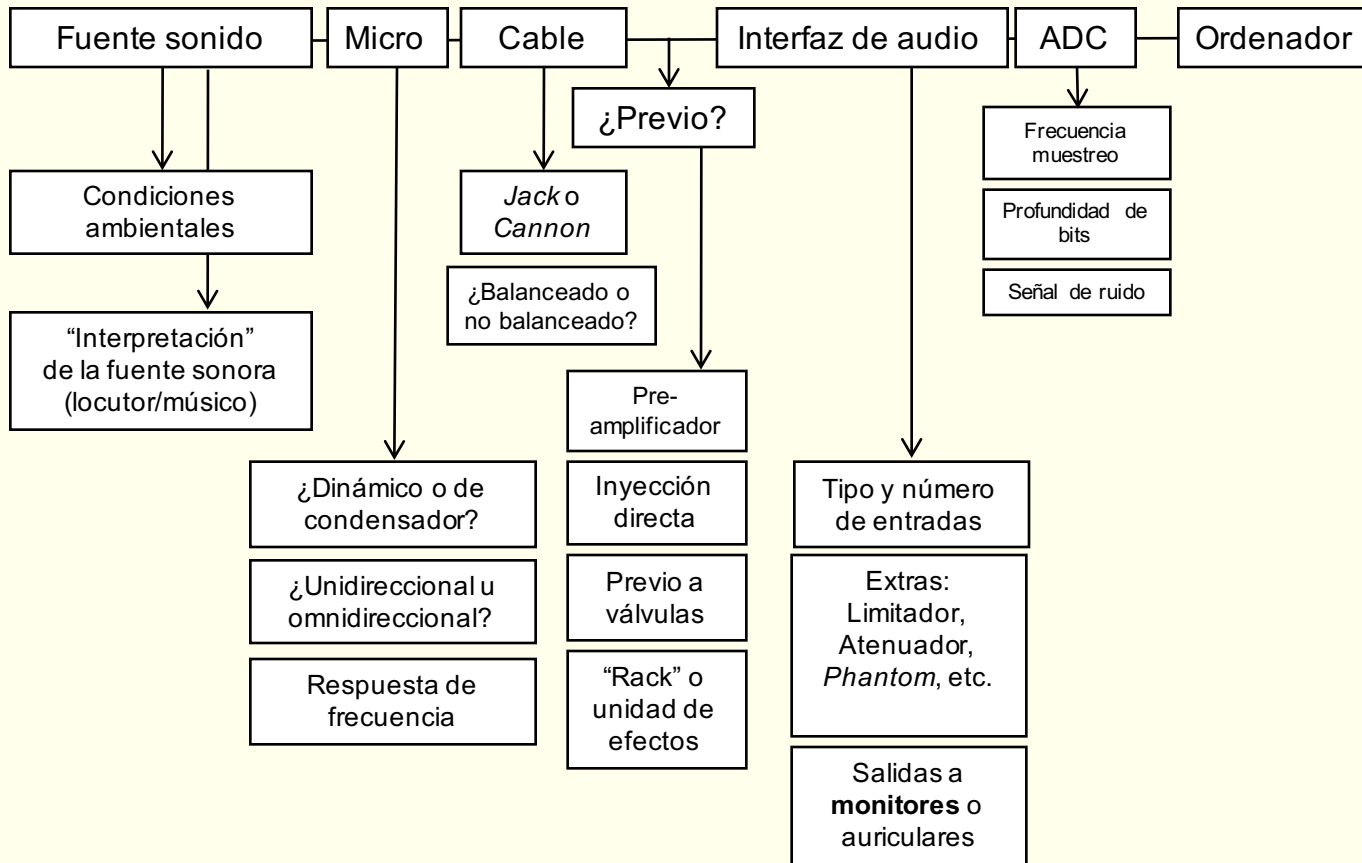 Fuente sonido
Micro
Cable
Interfaz de audio
ADC
Ordenador
¿Previo?
Frecuencia
muestreo
Profundidad de
bits
Señal de ruido
Condiciones
ambientales
“Interpretación”
de la fuente sonora
(locutor/músico)
Jack o
Cannon
¿Balanceado o
no balanceado?
Pre-
amplificador
Inyección
directa
Previo a
válvulas
“Rack” o
unidad de
efectos
¿Dinámico o de
condensador?
¿Unidireccional u
omnidireccional?
Respuesta de
frecuencia
Tipo y número
de entradas
Extras:
Limitador,
Atenuador,
Phantom, etc.
Salidas a
monitores o
auriculares